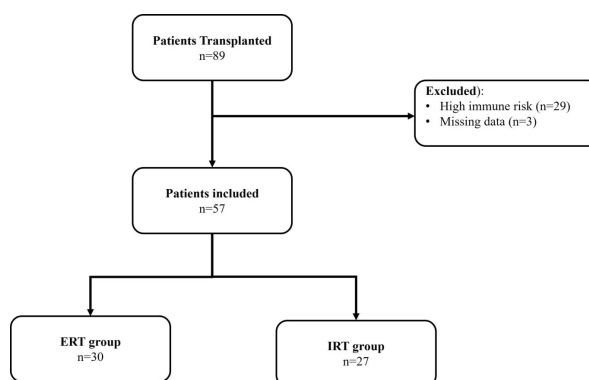 Patients Transplanted
n=89
Excluded):
• High immune risk (n=29)
• Missing data (n=3)
Patients included
n=57
ERT group
n=30
IRT group
n=27